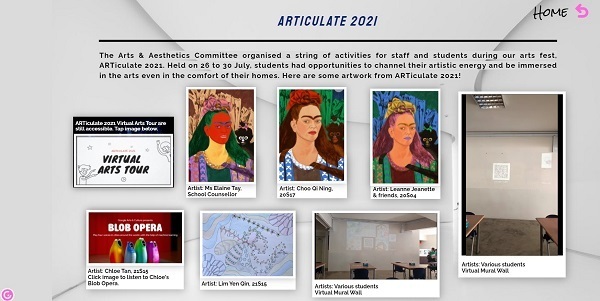 Home
ARTICULATE 2021
The Arts & Aesthetics Committee organised a string of activities for staff and students during our arts fest,
ARTiculate 2021. Held on 26 to 30 July, students had opportunities to channel their artistic energy and be immersed
in the arts even in the comfort of their homes. Here are some artwork from ARTiculate 2021!
ARTiculate 2021 Virtual Arts Tour are
still accessible. Tap image below.
VIRTUAL
ARTS TOUR
Artist: Ms Elaine Tay,
School Counsellor
Artist: Choo Qi Ning,
20S17
Artist: Leanne Jeanette
& friends, 20S04
BLOB OPERA
Artist: Chloe Tan, 21S15
Click image to listen to Chloe's
Blob Opera.
Artist: Lim Yen Qin, 21S15
Artists: Various students
Virtual Mural Wall
Artists: Various students
Virtual Mural Wall